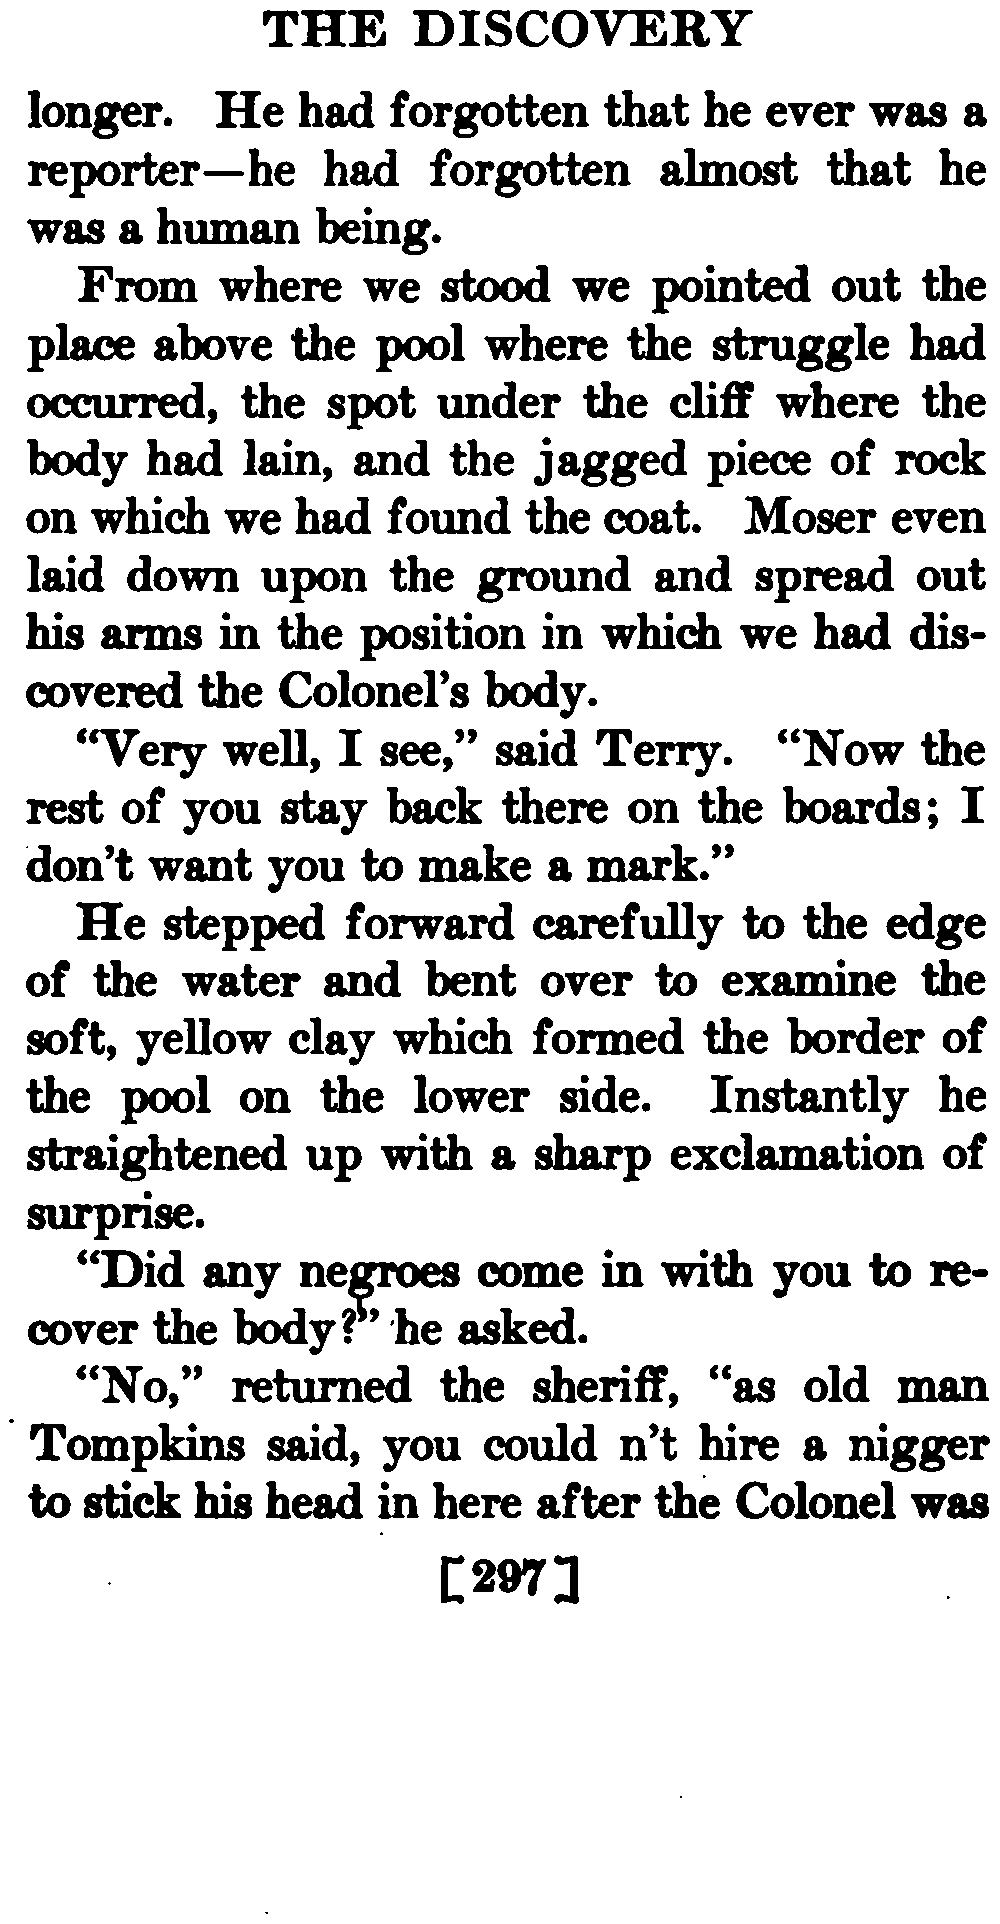 THE DISCOVERY
longer. He had forgotten that he ever was a
reporter—he had forgotten almost that he
was a human being.
From where we stood we pointed out the
place above the pool where the struggle had
occurred, the spot under the cliff where the
body had lain, and the jagged piece of rock
on which we had found the coat. Moser even
laid down upon the ground and spread out
his arms in the position in which we had dis-
covered the Colonel's body.
"Very well, I see," said Terry. "Now the
rest of you stay back there on the boards; I
don't want you to make a mark."
He stepped forward carefully to the edge
of the water and bent over to examine the
soft, yellow clay which formed the border of
the pool on the lower side. Instantly he
straightened up with a sharp exclamation of
surprise.
"Did any negroes come in with you to re-
cover the body?" he asked.
"No," returned the sheriff, "as old man
Tompkins said, you could n't hire a nigger
to stick his head in here after the Colonel was
[297]